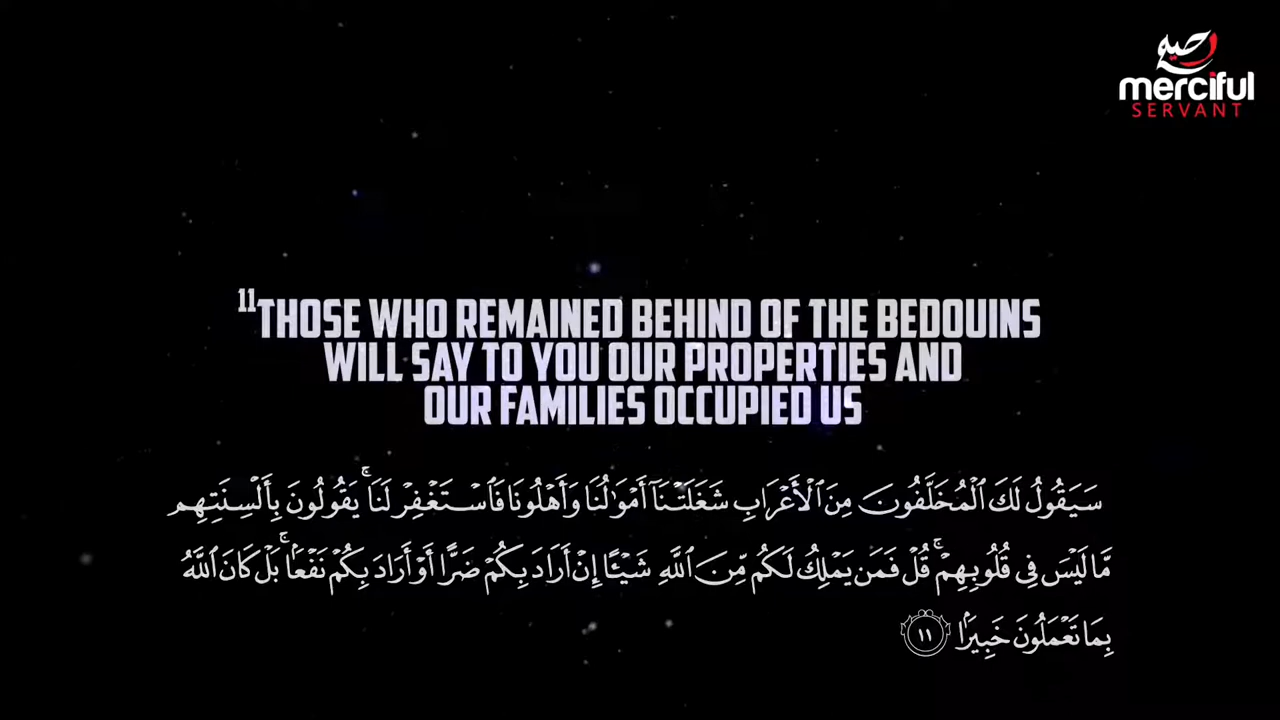 رحيم
merciful
SERVANT
11THOSE WHO REMAINED BEHIND OF THE BEDOUINS
WILL SAY TO YOU OUR PROPERTIES AND
OUR FAMILIES OCCUPIED US
سَيَقُولُ لَكَ ٱلْمُخَلَّفُونَ مِنَ ٱلْأَعْرَابِ شَغَلَتْنَآ أَمْوَٰلُنَا وَأَهْلُونَا فَٱسْتَغْفِرْ لَنَا ۚ يَقُولُونَ بِأَلْسِنَتِهِم
مَّا لَيْسَ فِى قُلُوبِهِمْ ۚ قُلْ فَمَن يَمْلِكُ لَكُم مِّنَ ٱللَّهِ شَيْـًٔا إِنْ أَرَادَ بِكُمْ ضَرًّا أَوْ أَرَادَ بِكُمْ نَفْعًۢا ۚ بَلْ كَانَ ٱللَّهُ
بِمَا تَعْمَلُونَ خَبِيرًۢا ١١